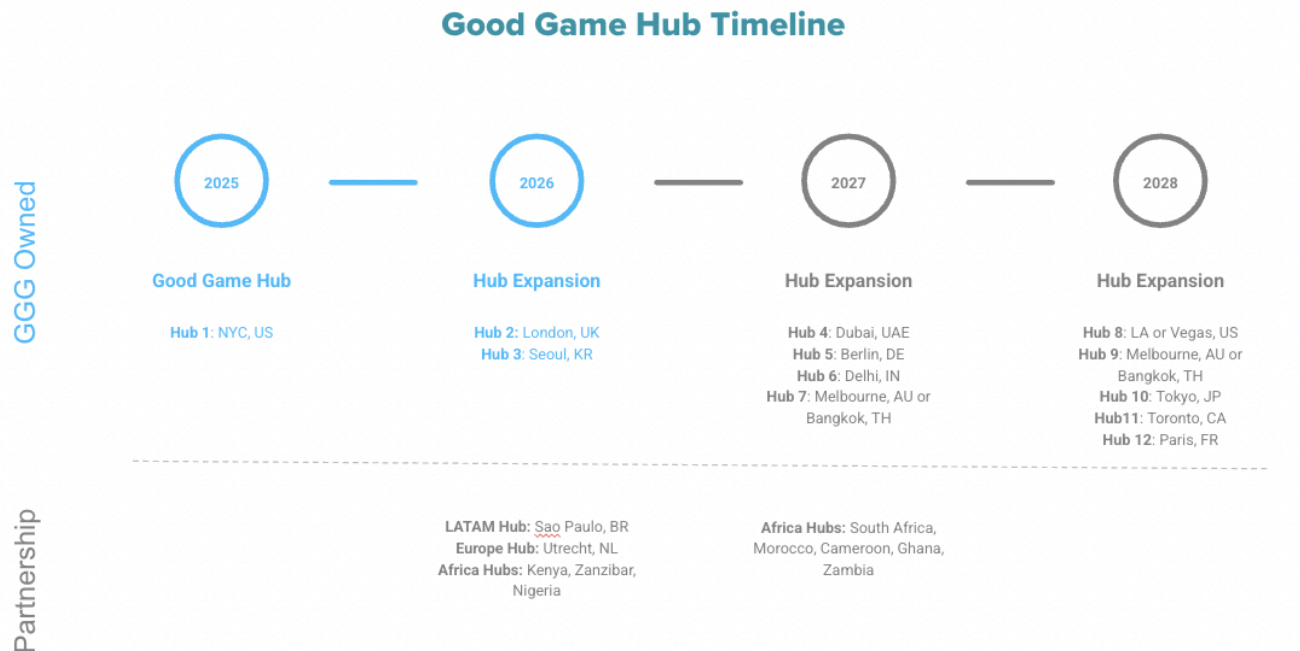 Good Game Hub Timeline
GGG Owned
2025
2026
2027
2028
Good Game Hub
Hub 1: NYC, US
Hub Expansion
Hub 2: London, UK
Hub 3: Seoul, KR
Hub Expansion
Hub 4: Dubai, UAE
Hub 5: Berlin, DE
Hub 6: Delhi, IN
Hub 7: Melbourne, AU or
Bangkok, TH
Hub Expansion
Hub 8: LA or Vegas, US
Hub 9: Melbourne, AU or
Bangkok, TH
Hub 10: Tokyo, JP
Hub11: Toronto, CA
Hub 12: Paris, FR
Partnership
LATAM Hub: Sao Paulo, BR
Europe Hub: Utrecht, NL
Africa Hubs: Kenya, Zanzibar,
Nigeria
Africa Hubs: South Africa,
Morocco, Cameroon, Ghana,
Zambia